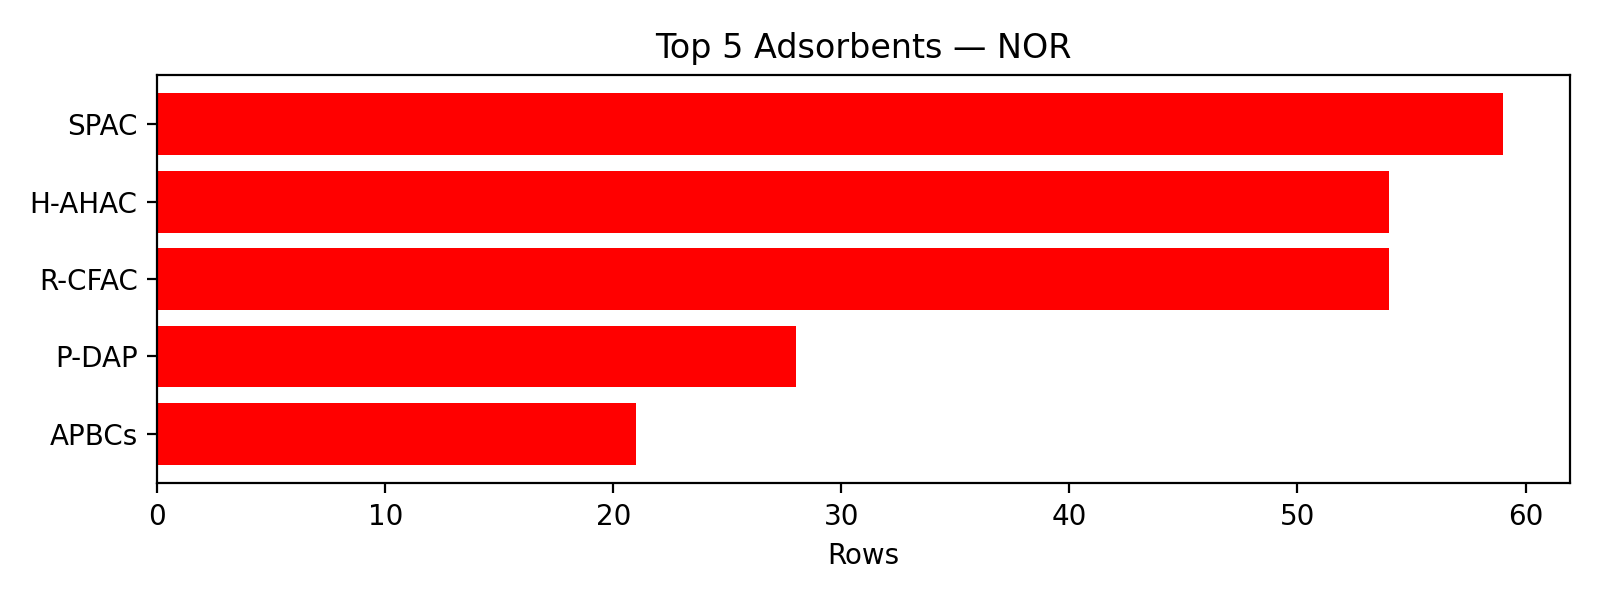 Top 5 Adsorbents — NOR
SPAC
H-AHAC
R-CFAC
P-DAP
APBCs
0 10 20 30 40 50 60
Rows